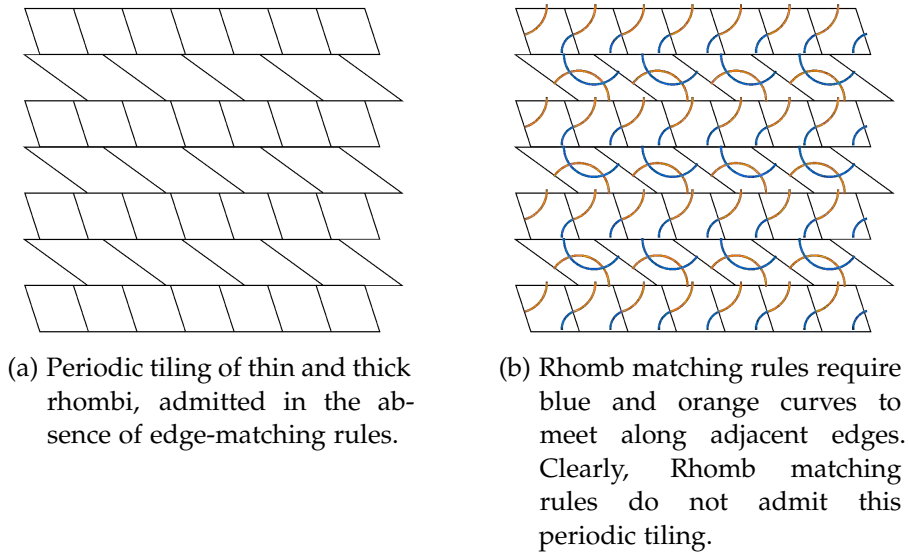 (a) Periodic tiling of thin and thick
rhombi, admitted in the ab-
sence of edge-matching rules.
(b) Rhomb matching rules require
blue and orange curves to
meet along adjacent edges.
Clearly, Rhomb matching
rules do not admit this
periodic tiling.